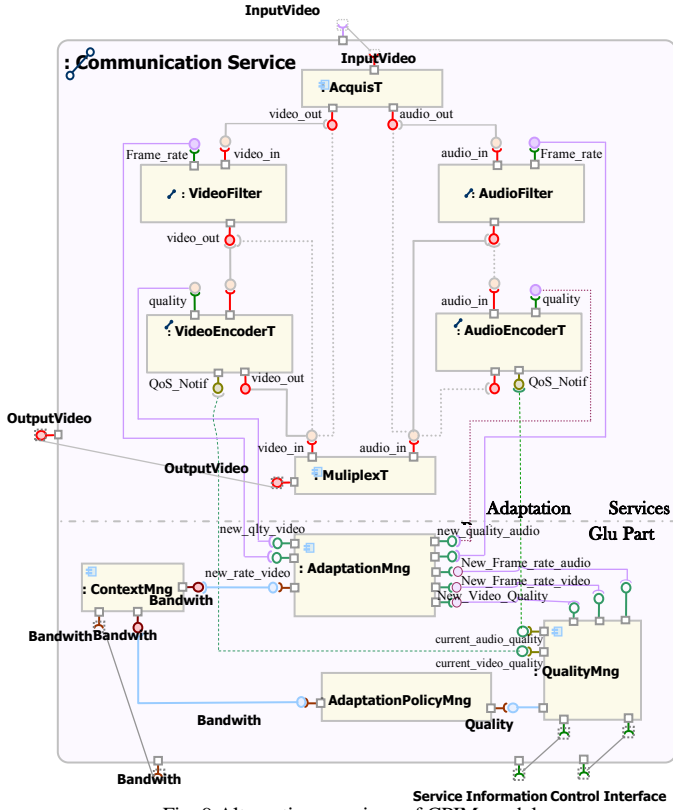 InputVideo
: Communication Service
InputVideo
: AcquisT
video_out
audio_out
Frame_rate
video_in
audio_in
Frame_rate
: VideoFilter
: AudioFilter
video_out
quality
audio_in
quality
: VideoEncoderT
: AudioEncoderT
QoS_Notif
video_out
QoS_Notif
OutputVideo
video_in
audio_in
OutputVideo
: MuliplexT
Adaptation Services
Glu Part
new_qlty_video
new_quality_audio
: AdaptationMng
New_Frame_rate_audio
new_rate_video
New_Frame_rate_video
: ContextMng
Bandwith
New_Video_Quality
Bandwith
Bandwith
current_audio_quality
current_video_quality
: QualityMng
AdaptationPolicyMng
Bandwith
Quality
Bandwith
Service Information Control Interface